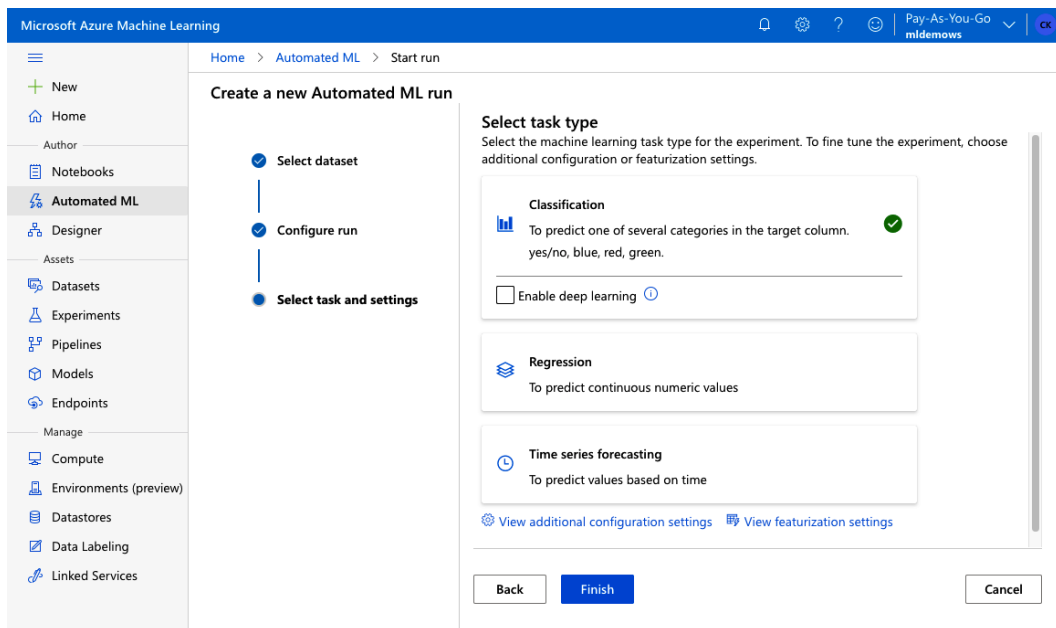 Microsoft Azure Machine Learning
Pay-As-You-Go
mldemows
CK
New
Home
Author
Notebooks
Automated ML
Designer
Assets
Datasets
Experiments
Pipelines
Models
Endpoints
Manage
Compute
Environments (preview)
Datastores
Data Labeling
Linked Services
Home > Automated ML > Start run
Create a new Automated ML run
Select dataset
Configure run
Select task and settings
Select task type
Select the machine learning task type for the experiment. To fine tune the experiment, choose
additional configuration or featurization settings.
Classification
To predict one of several categories in the target column.
yes/no, blue, red, green.
Enable deep learning
Regression
To predict continuous numeric values
Time series forecasting
To predict values based on time
View additional configuration settings
View featurization settings
Back
Finish
Cancel